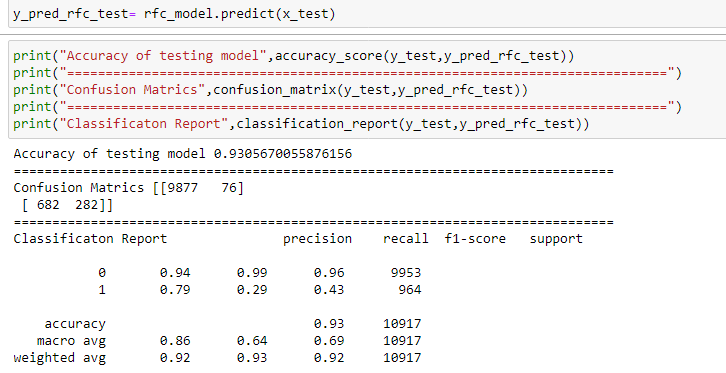 y_pred_rfc_test= rfc_model.predict(x_test)
print("Accuracy of testing model",accuracy_score(y_test,y_pred_rfc_test))
print("==============================================================================")
print("Confusion Matrics",confusion_matrix(y_test,y_pred_rfc_test))
print("==============================================================================")
print("Classificaton Report",classification_report(y_test,y_pred_rfc_test))
Accuracy of testing model 0.9305670055876156
==============================================================================
Confusion Matrics [[9877   76]
 [ 682  282]]
==============================================================================
Classificaton Report               precision    recall  f1-score   support
           0       0.94      0.99      0.96      9953
           1       0.79      0.29      0.43       964
    accuracy                           0.93     10917
   macro avg       0.86      0.64      0.69     10917
weighted avg       0.92      0.93      0.92     10917